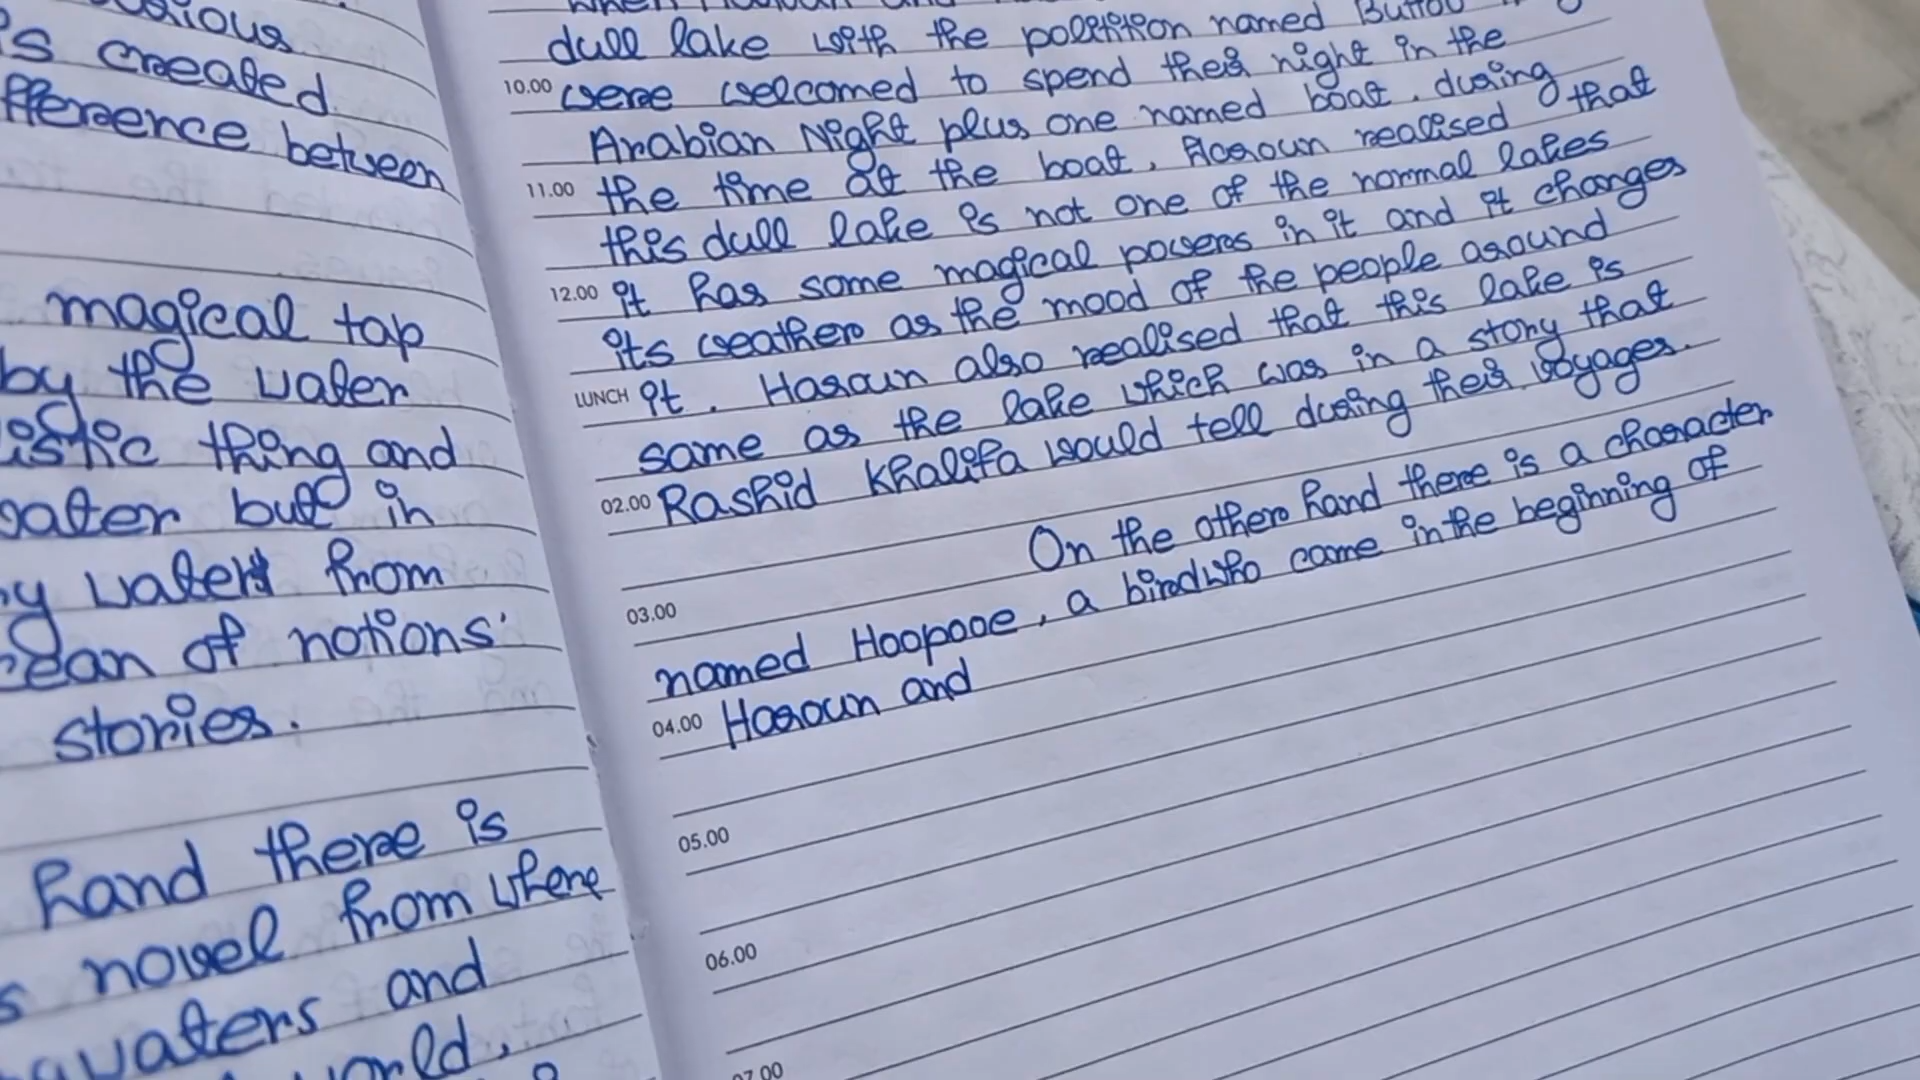 is created
fference between
magical tap
by the water
istic thing and
water but in
y waters from
cean of notions'
stories.
hand there is
s novel from where
waters and
world,
dull lake with the polittition named Buttoo
10.00 were welcomed to spend their night in the
Arabian Night plus one named boat. during
11.00 the time at the boat, Haroun realised that
this dull lake is not one of the normal lakes
12.00 it has some magical powers in it and it changes
its weather as the mood of the people around
LUNCH it. Haroun also realised that this lake is
same as the lake which was in a story that
02.00 Rashid Khalifa would tell during their voyages.
On the other hand there is a character
03.00
named Hoopooe, a bird who came in the beginning of
04.00 Haroun and
05.00
06.00
07.00